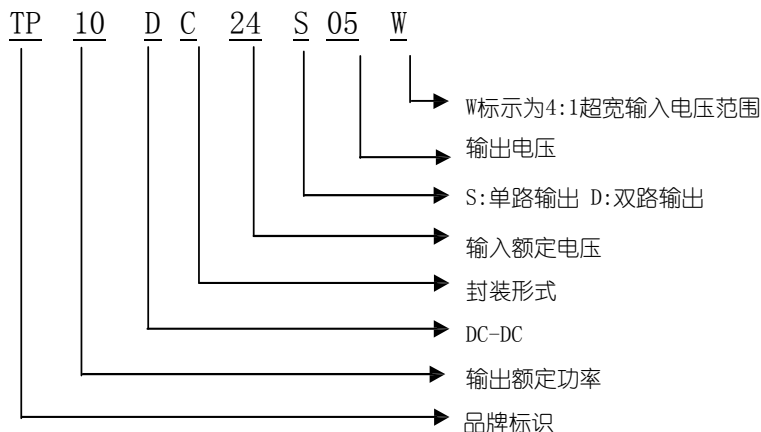 TP 10 D C 24 S 05 W
W标示为4:1超宽输入电压范围
输出电压
S:单路输出 D:双路输出
输入额定电压
封装形式
DC-DC
输出额定功率
品牌标识